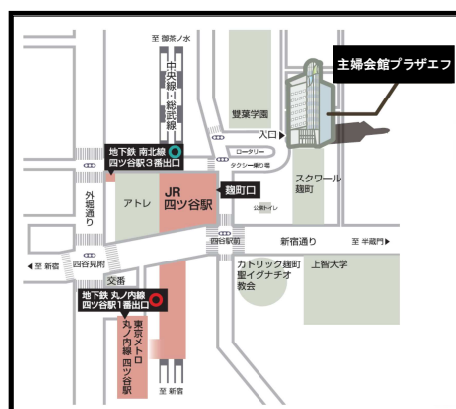 至 御茶ノ水
中央線・総武線
主婦会館プラザエフ
雙葉学園
入口
地下鉄 南北線
四ツ谷駅3番出口
ロータリー
タクシー乗り場
スクワール
麹町
外堀通り
アトレ
JR
四ツ谷駅
麹町口
公衆トイレ
四谷駅前
新宿通り
至 半蔵門
至 新宿
四谷見附
交番
カトリック麹町
聖イグナチオ
教会
上智大学
地下鉄 丸ノ内線
四ツ谷駅1番出口
東京メトロ
丸ノ内線 四ツ谷駅
至 新宿